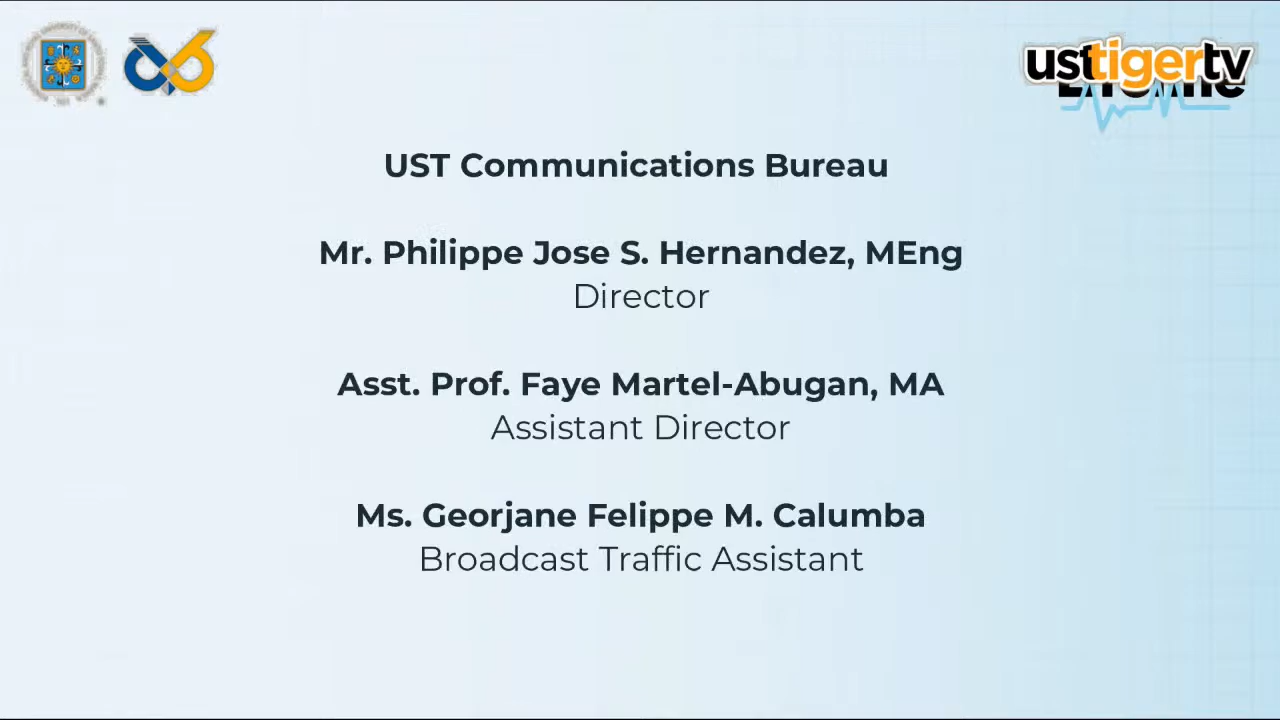 usttigertv
UST Communications Bureau
Mr. Philippe Jose S. Hernandez, MEng
Director
Asst. Prof. Faye Martel-Abugan, MA
Assistant Director
Ms. Georjane Felippe M. Calumba
Broadcast Traffic Assistant